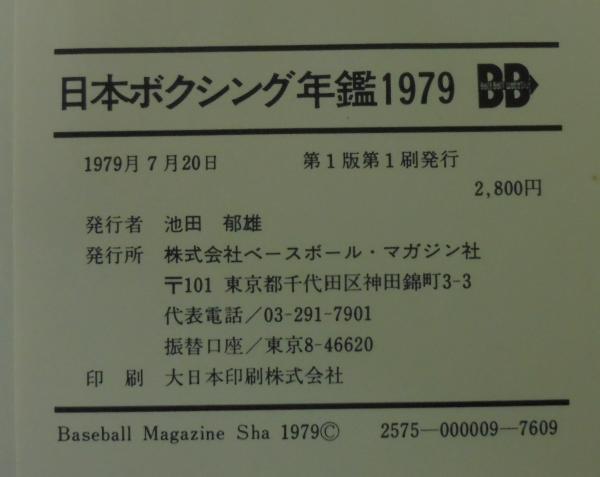 日本ボクシング年鑑1979 BB
1979月7月20日 第1版第1刷発行
2,800円
発行者 池田 郁雄
発行所 株式会社ベースボール・マガジン社
〒101 東京都千代田区神田錦町3-3
代表電話/03-291-7901
振替口座/東京8-46620
印 刷 大日本印刷株式会社
Baseball Magazine Sha 1979© 2575—000009—7609